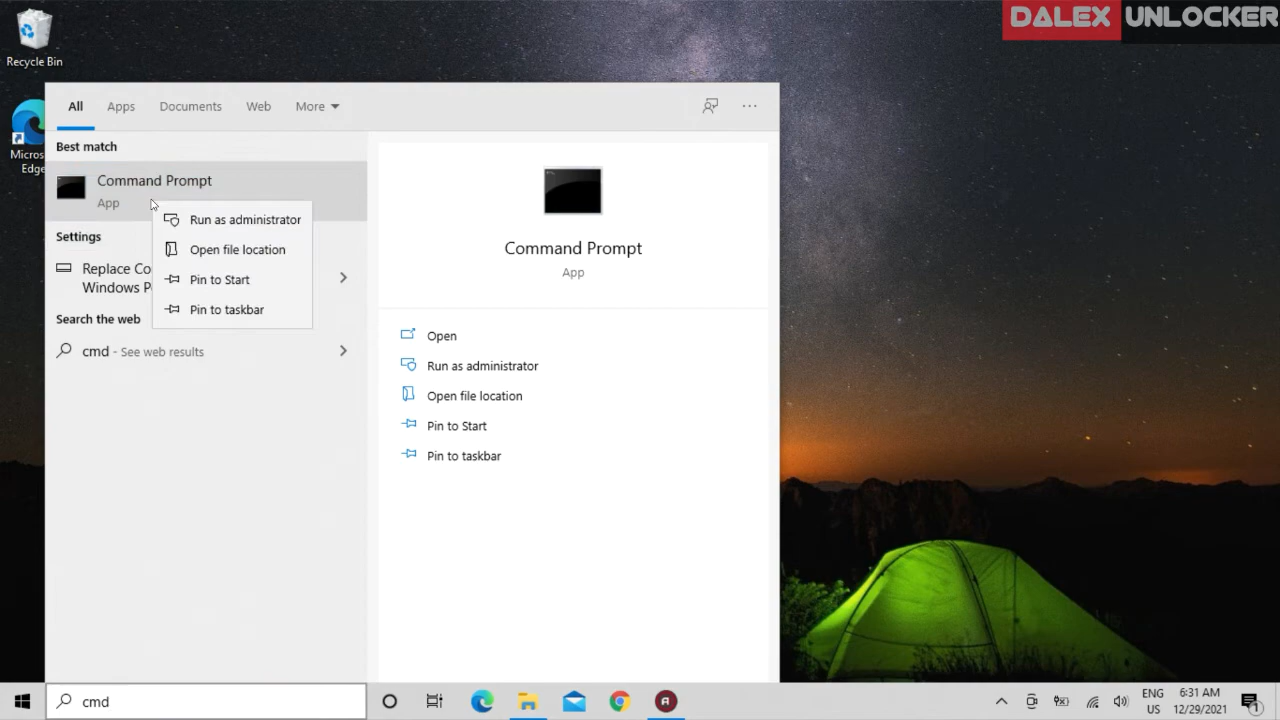 DALEX UNLOCKER
Recycle Bin
Micros
Edge
All Apps Documents Web More
Best match
Command Prompt
App
Run as administrator
Open file location
Pin to Start
Pin to taskbar
Settings
Replace Co
Windows P
Search the web
cmd - See web results
Command Prompt
App
Open
Run as administrator
Open file location
Pin to Start
Pin to taskbar
cmd
ENG
US
6:31 AM
12/29/2021
1